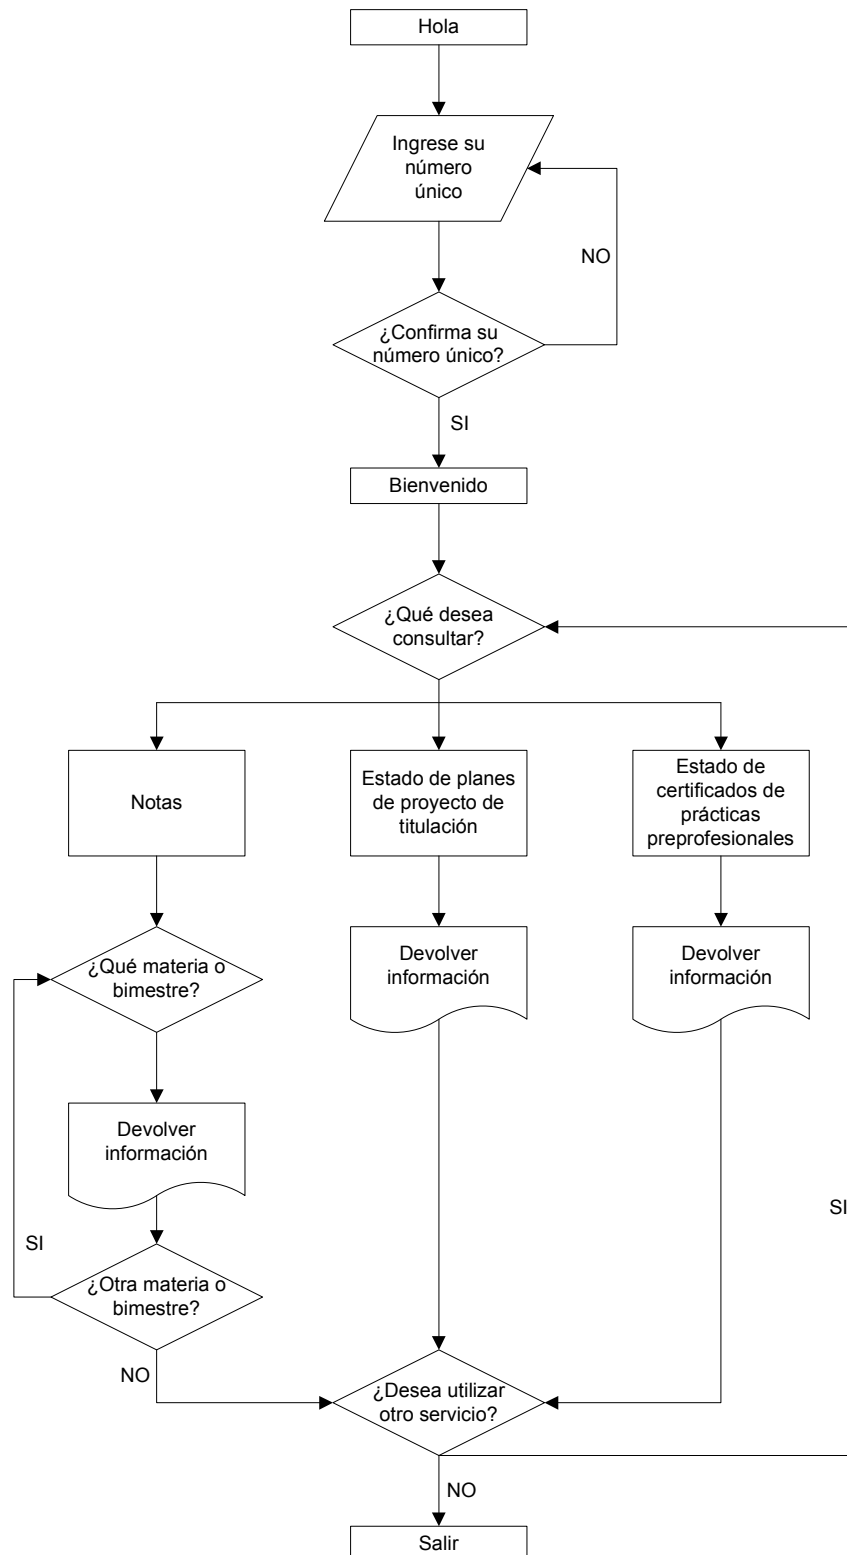 Hola
Ingrese su
número
único
NO
¿Confirma su
número único?
SI
Bienvenido
¿Qué desea
consultar?
Notas
Estado de planes
de proyecto de
titulación
Estado de
certificados de
prácticas
preprofesionales
¿Qué materia o
bimestre?
Devolver
información
Devolver
información
Devolver
información
SI
SI
¿Otra materia o
bimestre?
NO
¿Desea utilizar
otro servicio?
NO
Salir